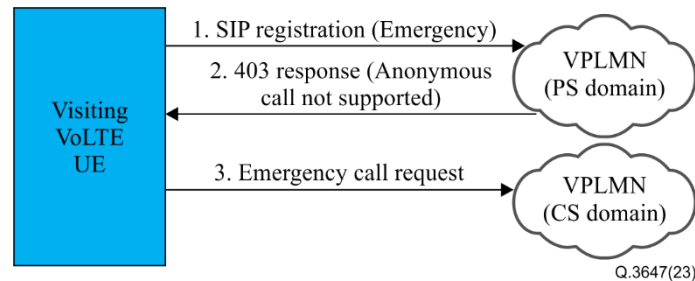 1. SIP registration (Emergency)
VPLMN
(PS domain)
2. 403 response (Anonymous
call not supported)
Visiting
VoLTE
UE
3. Emergency call request
VPLMN
(CS domain)
Q.3647(23)